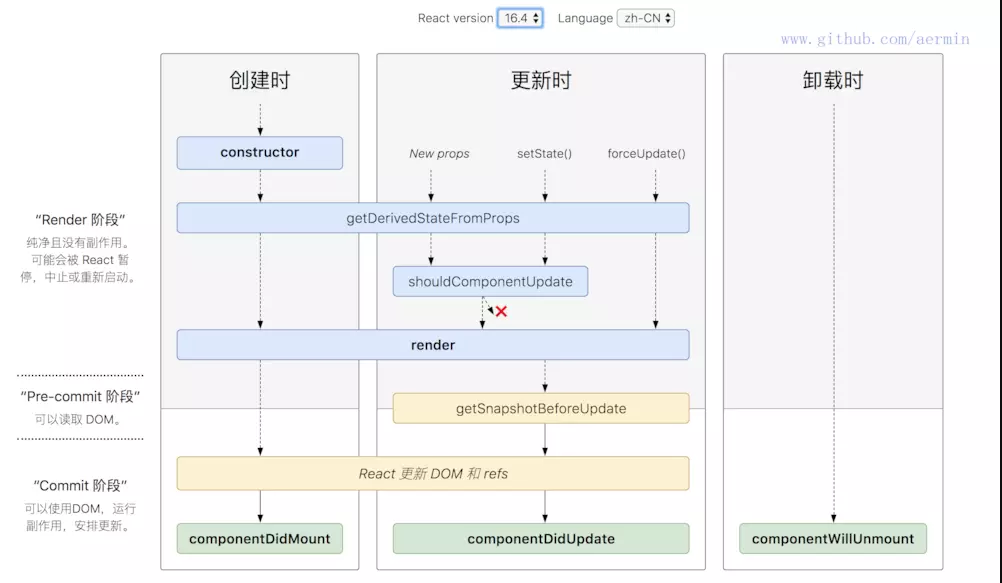 React version 16.4 Language zh-CN
www.github.com/aermin
创建时
更新时
卸载时
constructor
New props
setState()
forceUpdate()
"Render 阶段"
纯净且没有副作用。
可能会被 React 暂
停，中止或重新启动。
getDerivedStateFromProps
shouldComponentUpdate
render
"Pre-commit 阶段"
可以读取 DOM。
getSnapshotBeforeUpdate
React 更新 DOM 和 refs
"Commit 阶段"
可以使用DOM，运行
副作用，安排更新。
componentDidMount
componentDidUpdate
componentWillUnmount